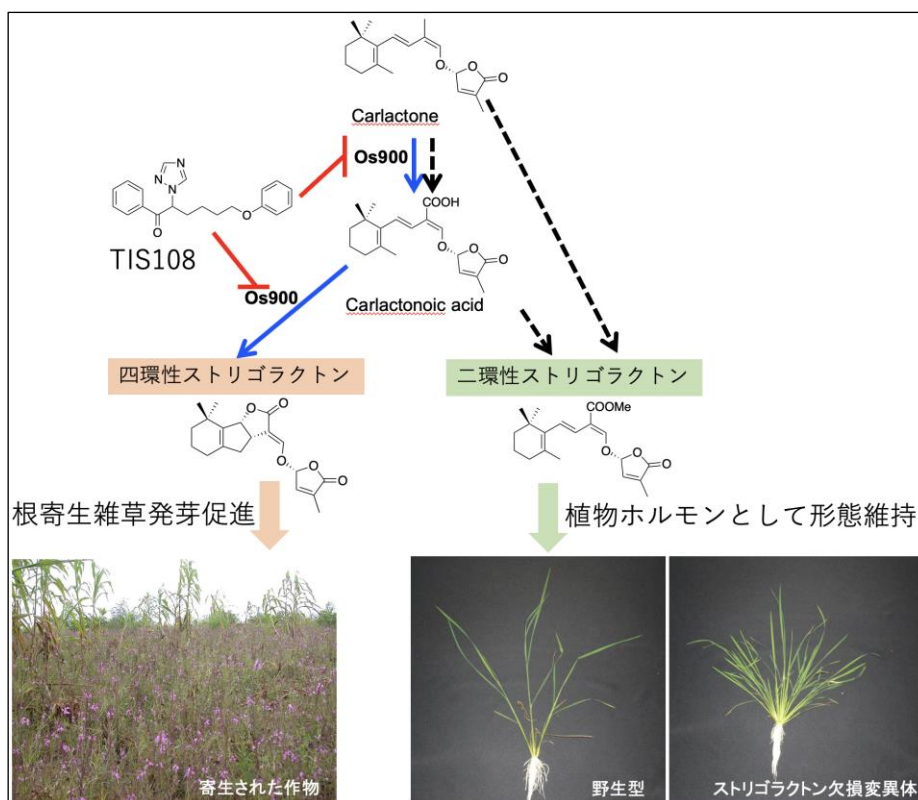 O
O
O
Carlactone
Os900
N
N
N
COOH
O
O
O
O
O
TIS108
Os900
Carlactonoic acid
四環性ストリゴラクトン
二環性ストリゴラクトン
O
O
O
O
O
COOMe
O
O
O
根寄生雑草発芽促進
植物ホルモンとして形態維持
寄生された作物
野生型
ストリゴラクトン欠損変異体